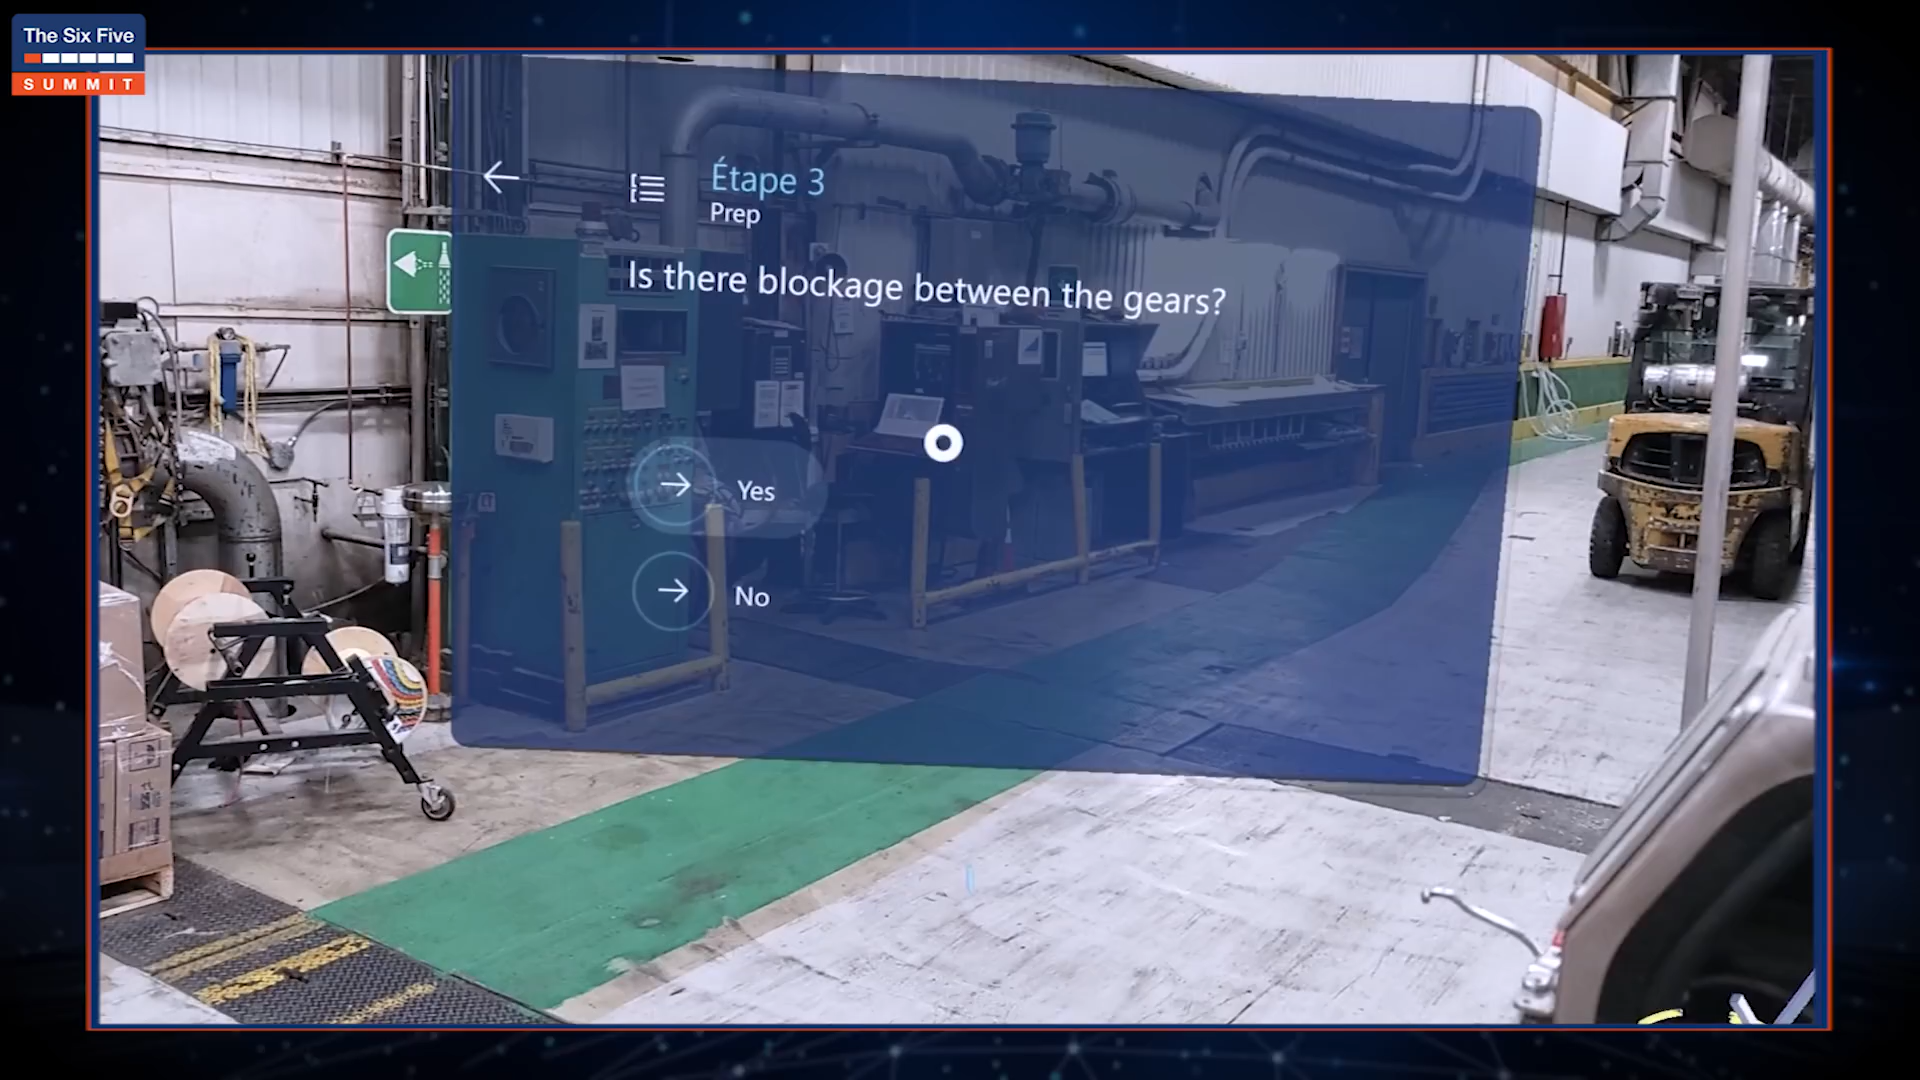 The Six Five
SUMMIT
Étape 3
Prep
Is there blockage between the gears?
Yes
No